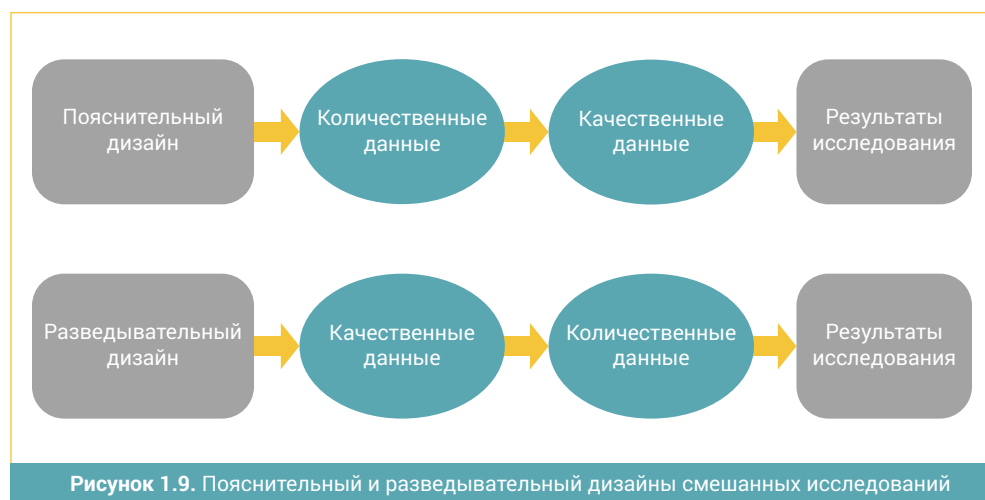 Пояснительный
дизайн
Количественные
данные
Качественные
данные
Результаты
исследования
Разведывательный
дизайн
Качественные
данные
Количественные
данные
Результаты
исследования
Рисунок 1.9. Пояснительный и разведывательный дизайны смешанных исследований